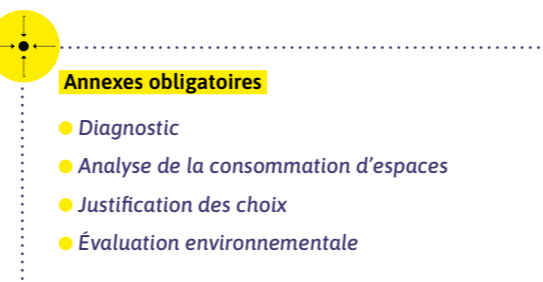 Annexes obligatoires
Diagnostic
Analyse de la consommation d’espaces
Justification des choix
Évaluation environnementale